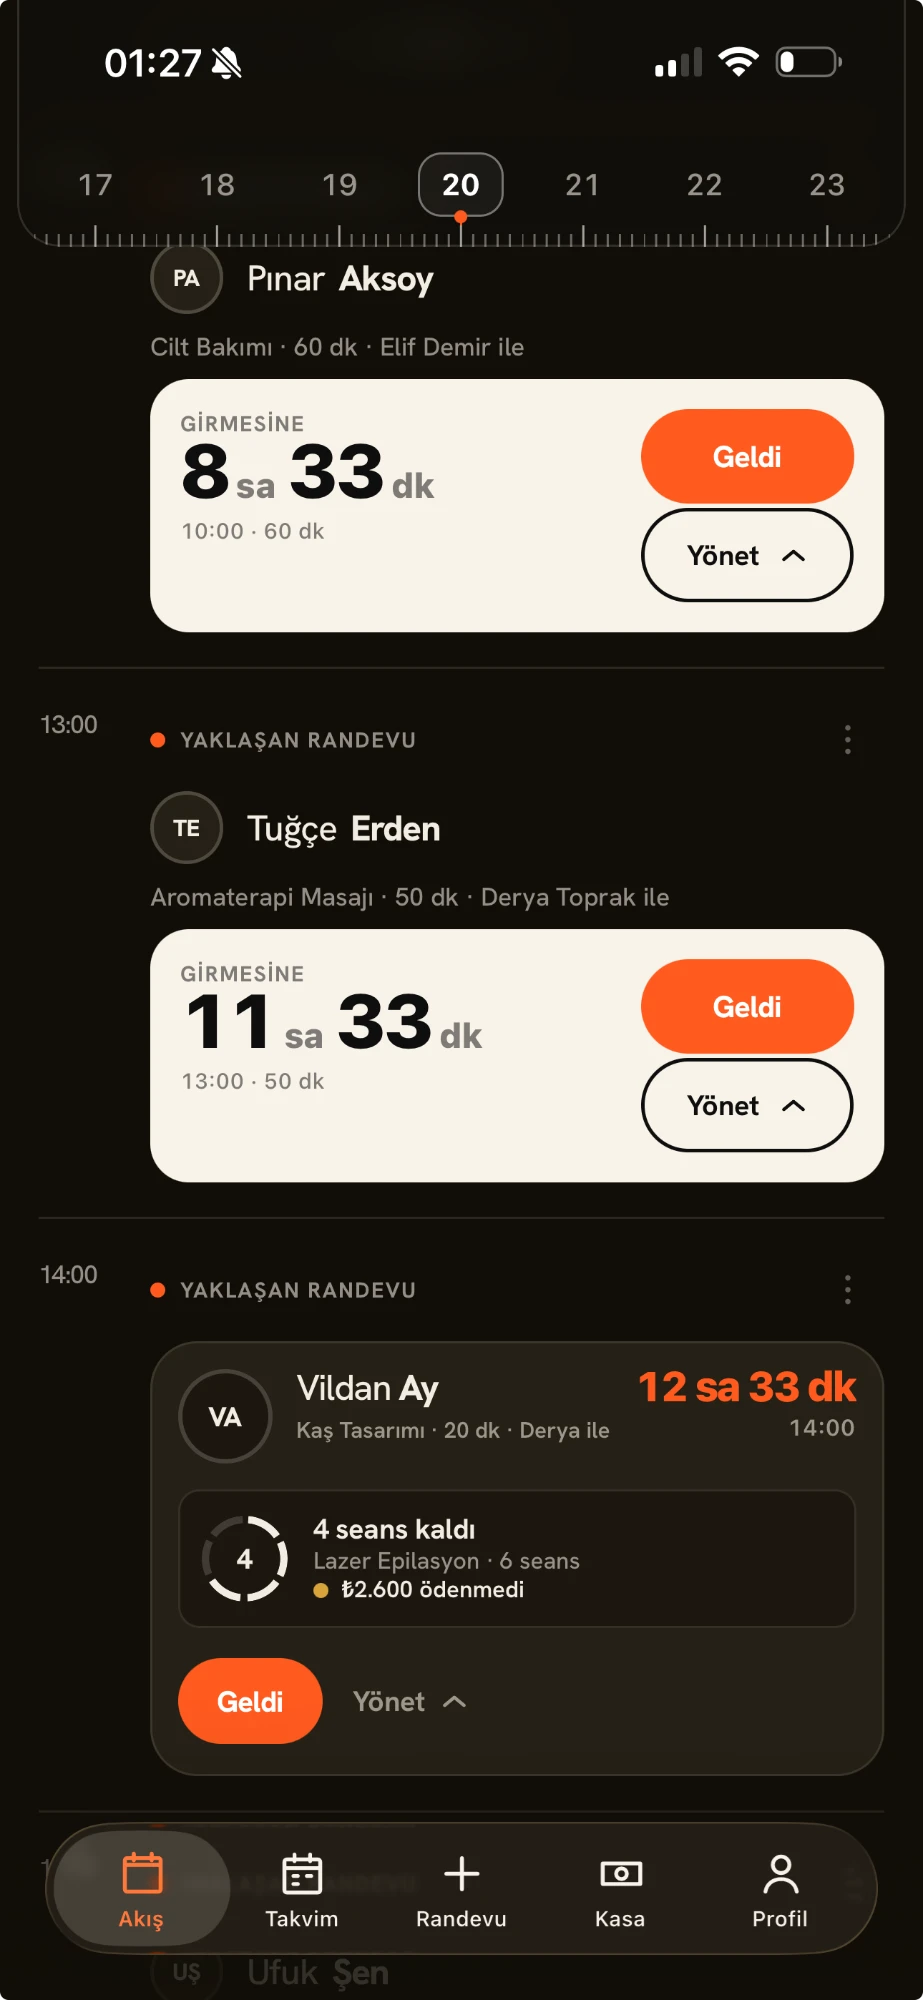 01:27
17 18 19 20 21 22 23
PA Pınar Aksoy
Cilt Bakımı · 60 dk · Elif Demir ile
GİRMESİNE
8 sa 33 dk
10:00 · 60 dk
Geldi
Yönet
13:00
YAKLAŞAN RANDEVU
TE Tuğçe Erden
Aromaterapi Masajı · 50 dk · Derya Toprak ile
GİRMESİNE
11 sa 33 dk
13:00 · 50 dk
Geldi
Yönet
14:00
YAKLAŞAN RANDEVU
VA Vildan Ay
12 sa 33 dk
Kaş Tasarımı · 20 dk · Derya ile
14:00
4
4 seans kaldı
Lazer Epilasyon · 6 seans
₺2.600 ödenmedi
Geldi Yönet
Akış Takvim Randevu Kasa Profil
UŞ Ufuk Şen